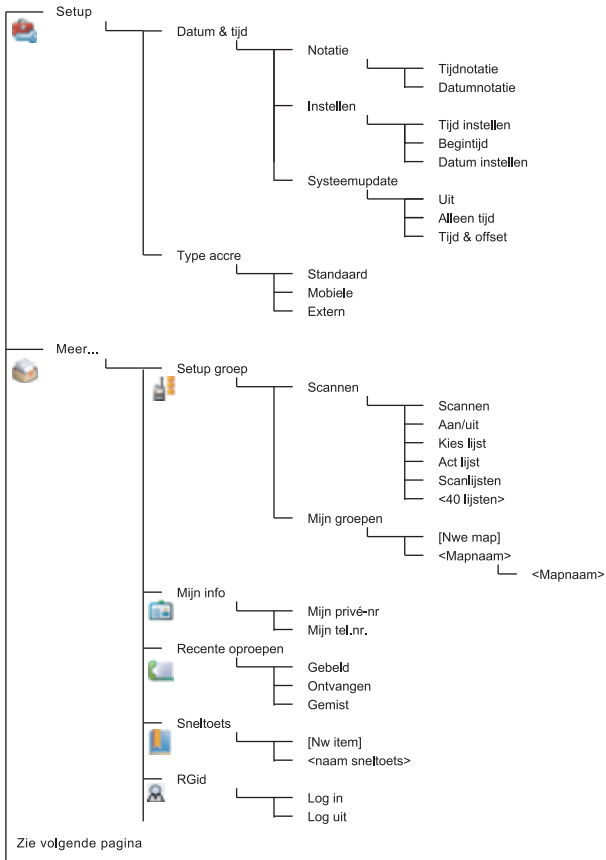 Setup
Datum & tijd
Notatie
Tijdnotatie
Datumnotatie
Instellen
Tijd instellen
Begintijd
Datum instellen
Systeemupdate
Uit
Alleen tijd
Tijd & offset
Type accre
Standaard
Mobiele
Extern
Meer...
Setup groep
Scannen
Scannen
Aan/uit
Kies lijst
Act lijst
Scanlijsten
<40 lijsten>
Mijn groepen
[Nwe map]
<Mapnaam>
<Mapnaam>
Mijn info
Mijn privé-nr
Mijn tel.nr.
Recente oproepen
Gebeld
Ontvangen
Gemist
Sneltoets
[Nw item]
<naam sneltoets>
RGid
Log in
Log uit
Zie volgende pagina